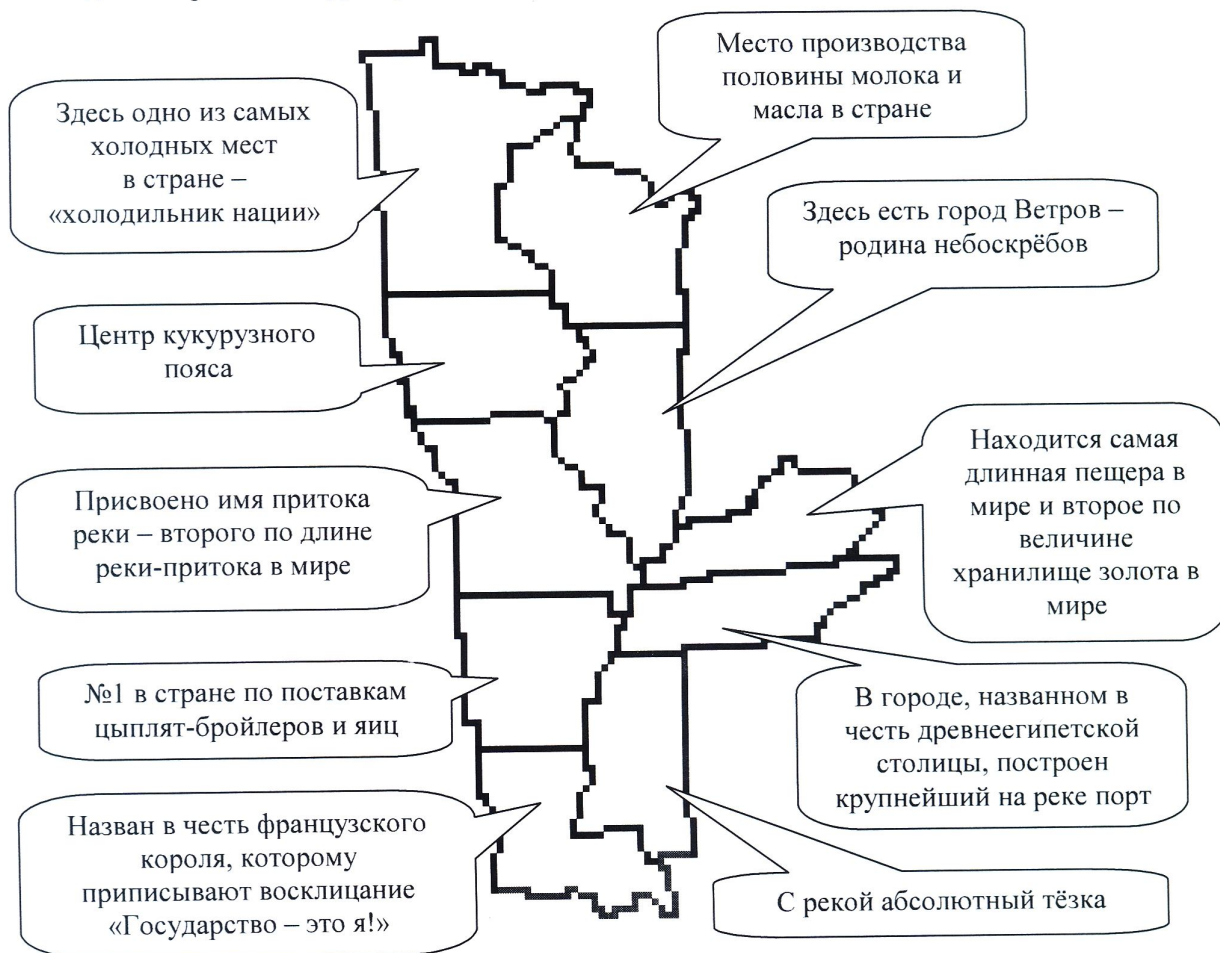 Место производства
половины молока и
масла в стране
Здесь одно из самых
холодных мест
в стране –
«холодильник нации»
Здесь есть город Ветров –
родина небоскрёбов
Центр кукурузного
пояса
Находится самая
длинная пещера в
мире и второе по
величине
хранилище золота в
мире
Присвоено имя притока
реки – второго по длине
реки-притока в мире
№1 в стране по поставкам
цыплят-бройлеров и яиц
В городе, названном в
честь древнеегипетской
столицы, построен
крупнейший на реке порт
Назван в честь французского
короля, которому
приписывают восклицание
«Государство – это я!»
С рекой абсолютный тёзка